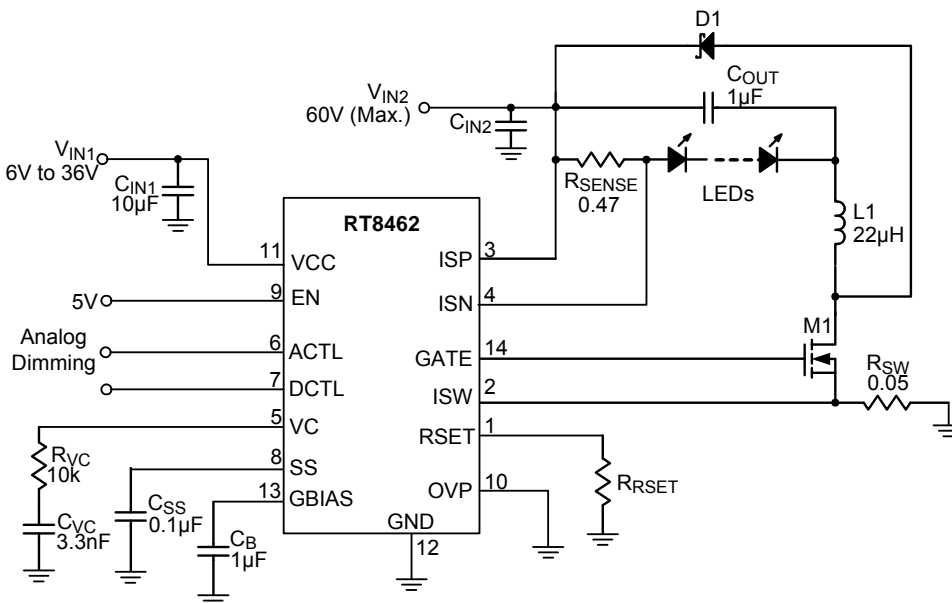 D1
COUT
1µF
VIN2
60V (Max.)
CIN2
VIN1
6V to 36V
CIN1
10µF
RSENSE
0.47
LEDs
L1
22µH
RT8462
11
VCC
ISP
3
9
EN
ISN
4
5V
M1
Analog
Dimming
6
ACTL
GATE
14
RSW
0.05
7
DCTL
ISW
2
5
VC
RSET
1
RVC
10k
8
SS
RRSET
13
GBIAS
OVP
10
CSS
0.1µF
CVC
3.3nF
CB
1µF
GND
12